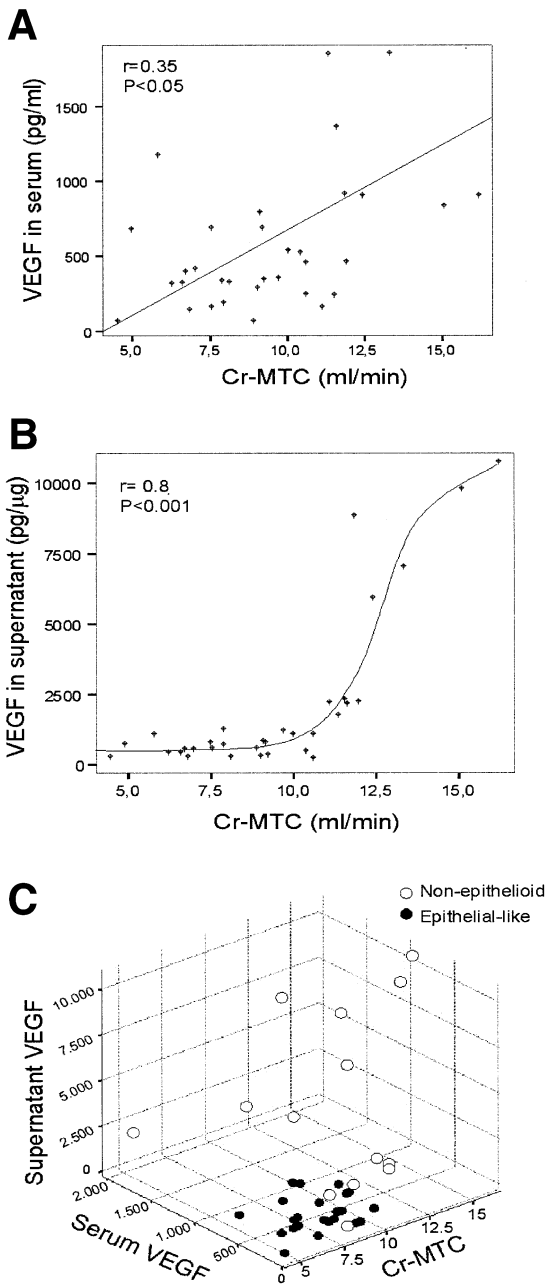 A
r=0.35
P<0.05
VEGF in serum (pg/ml)
1500
1000
500
0
5,0 7,5 10,0 12,5 15,0
Cr-MTC (ml/min)
B
r= 0.8
P<0.001
VEGF in supernatant (pg/µg)
10000
7500
5000
2500
0
5,0 7,5 10,0 12,5 15,0
Cr-MTC (ml/min)
C
Non-epithelioid
Epithelial-like
Supernatant VEGF
10.000
7.500
5.000
2.500
0
2.000
1.500
1.000
500
0
Serum VEGF
5
7.5
10
12.5
15
Cr-MTC